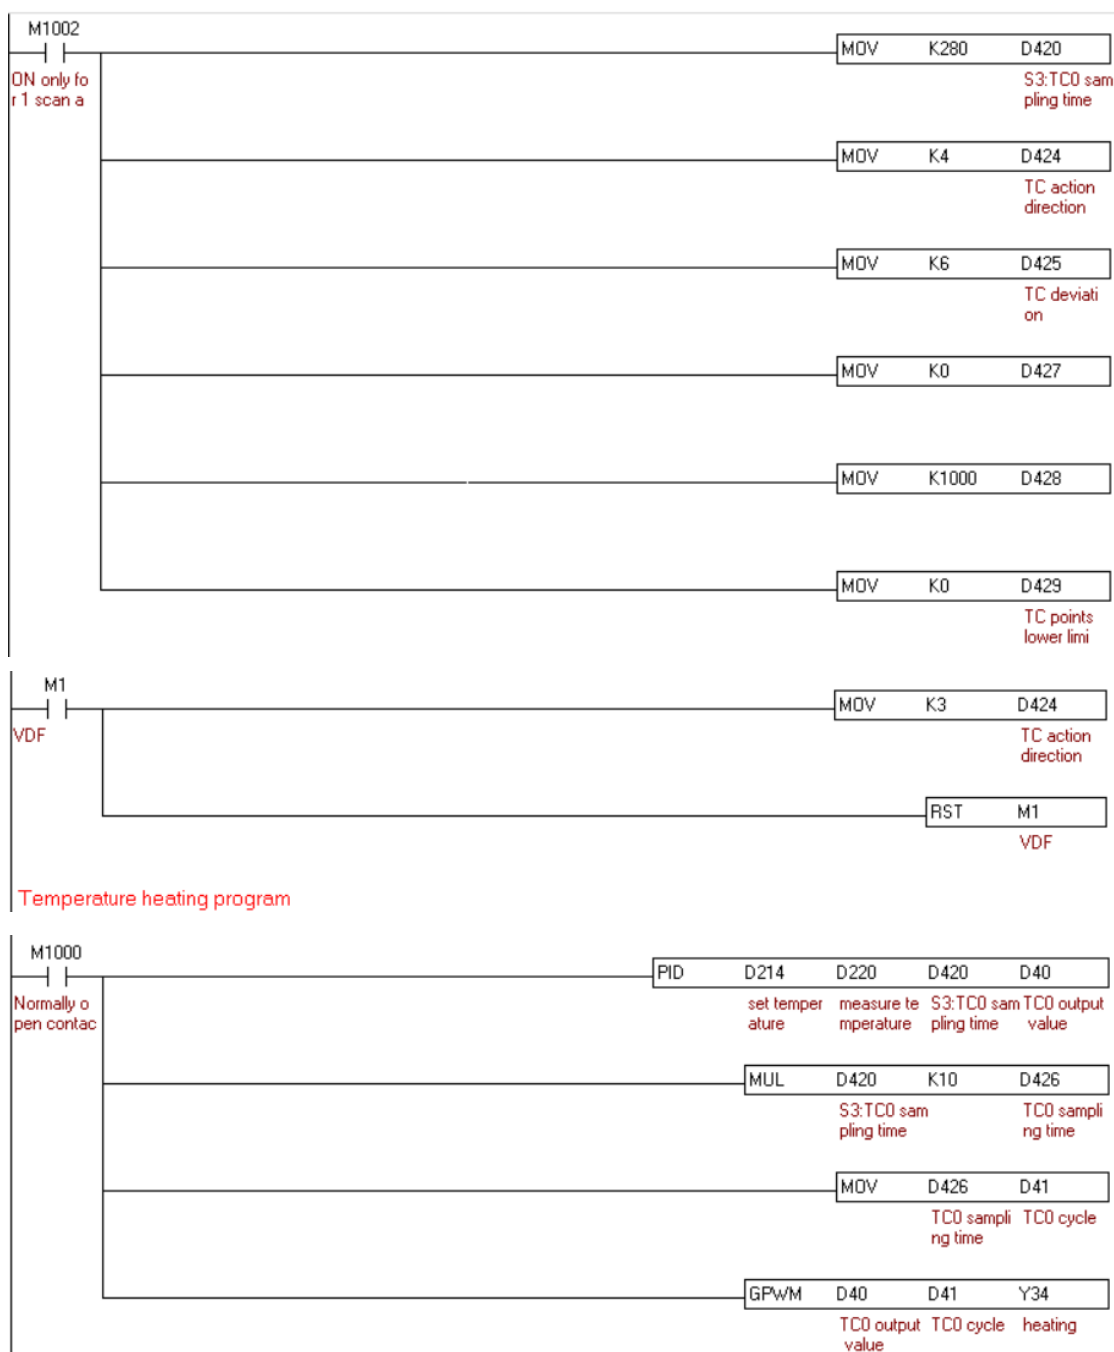 M1002
MOV K280 D420
ON only fo
r 1 scan a
S3:TC0 sam
pling time
MOV K4 D424
TC action
direction
MOV K6 D425
TC deviati
on
MOV K0 D427
MOV K1000 D428
MOV K0 D429
TC points
lower limi
M1
MOV K3 D424
VDF
TC action
direction
RST M1
VDF
Temperature heating program
M1000
PID D214 D220 D420 D40
Normally o
pen contac
set temper
ature
measure te
mperature
S3:TC0 sam
pling time
TC0 output
value
MUL D420 K10 D426
S3:TC0 sam
pling time
TC0 sampli
ng time
MOV D426 D41
TC0 sampli
ng time
TC0 cycle
GPWM D40 D41 Y34
TC0 output
value
TC0 cycle
heating